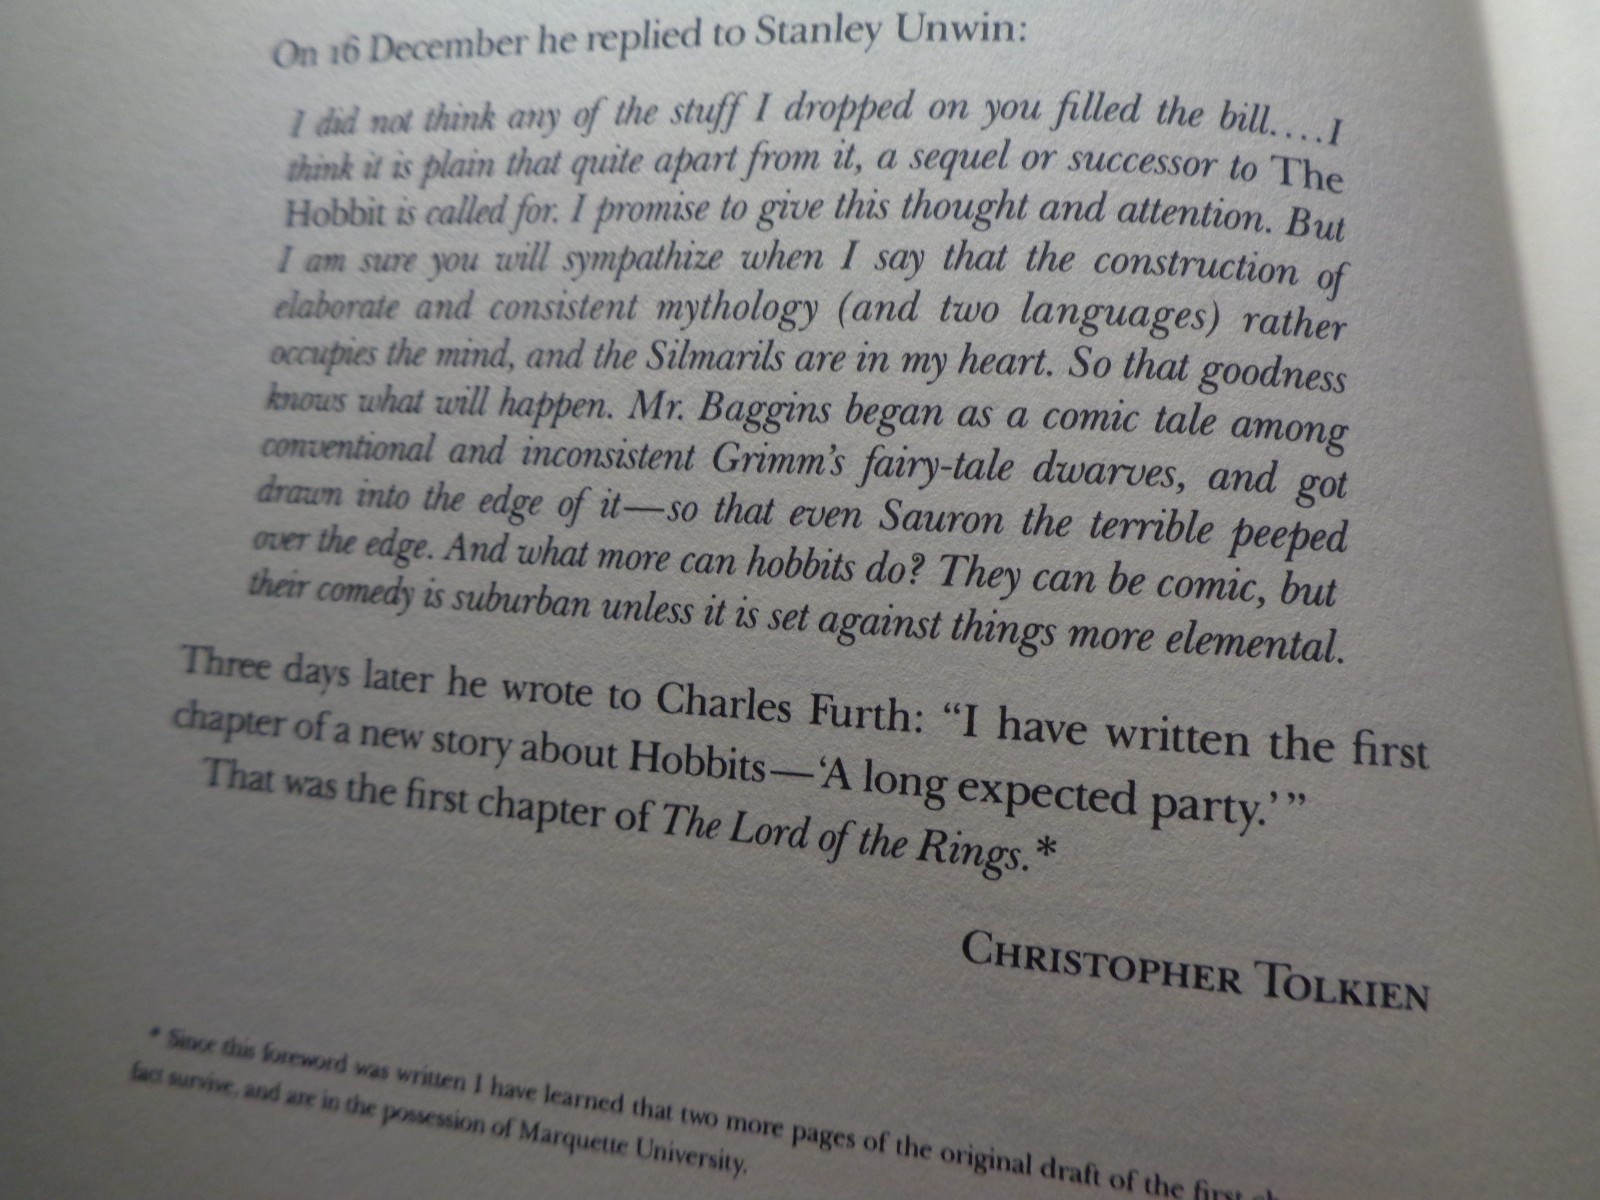 On 16 December he replied to Stanley Unwin:
I did not think any of the stuff I dropped on you filled the bill....I
think it is plain that quite apart from it, a sequel or successor to The
Hobbit is called for. I promise to give this thought and attention. But
I am sure you will sympathize when I say that the construction of
elaborate and consistent mythology (and two languages) rather
occupies the mind, and the Silmarils are in my heart. So that goodness
knows what will happen. Mr. Baggins began as a comic tale among
conventional and inconsistent Grimm's fairy-tale dwarves, and got
drawn into the edge of it—so that even Sauron the terrible peeped
over the edge. And what more can hobbits do? They can be comic, but
their comedy is suburban unless it is set against things more elemental.
Three days later he wrote to Charles Furth: “I have written the first
chapter of a new story about Hobbits—‘A long expected party.’”
That was the first chapter of The Lord of the Rings.*
CHRISTOPHER TOLKIEN
* Since this foreword was written I have learned that two more pages of the original draft of the first
fact survive, and are in the possession of Marquette University.